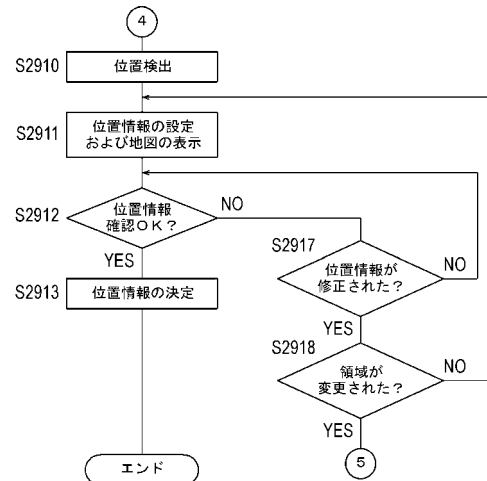 4
S2910
位置検出
S2911
位置情報の設定
および地図の表示
S2912
位置情報
確認OK？
NO
YES
S2917
位置情報が
修正された？
NO
YES
S2913
位置情報の決定
S2918
領域が
変更された？
NO
YES
エンド
5